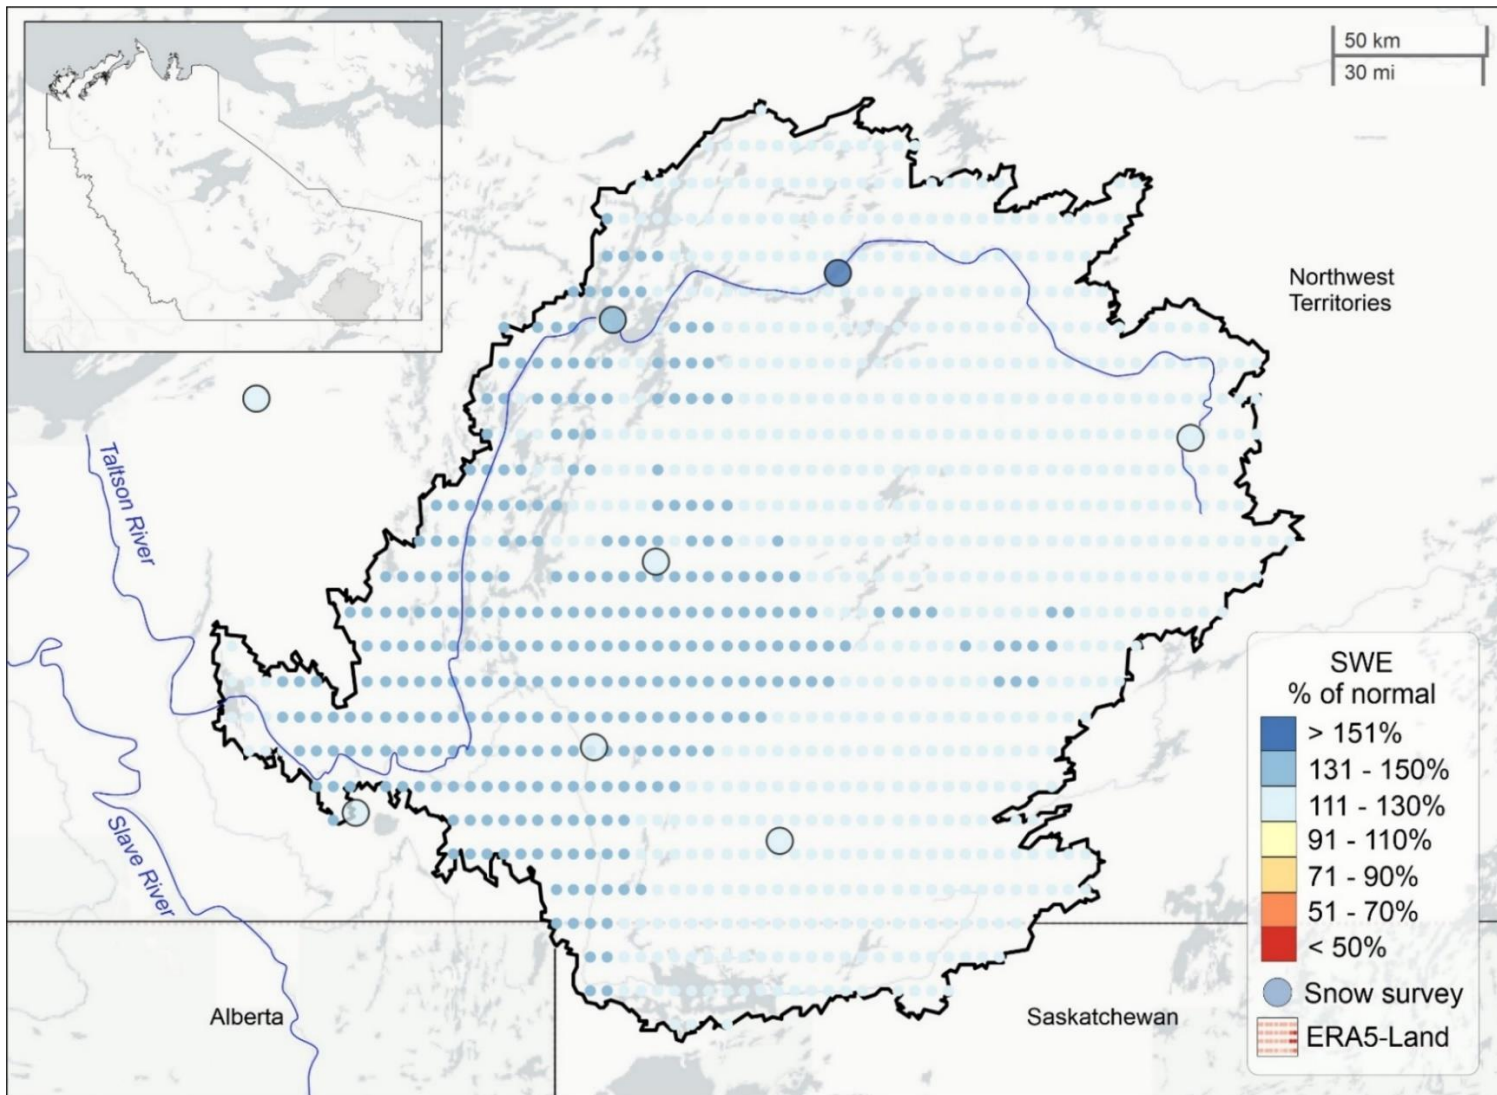 50 km
30 mi
Northwest
Territories
Taltson River
Slave River
Alberta
Saskatchewan
SWE
% of normal
> 151%
131 - 150%
111 - 130%
91 - 110%
71 - 90%
51 - 70%
< 50%
Snow survey
ERA5-Land